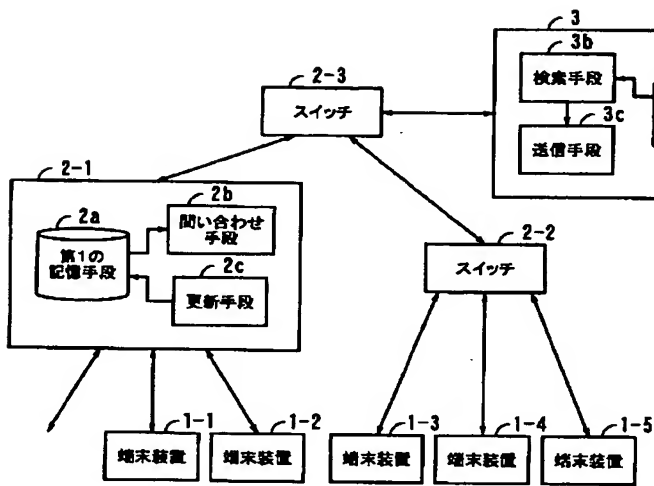 3
3b
検索手段
3c
送信手段
2-3
スイッチ
2-1
2a
第1の
記憶手段
2b
問い合わせ
手段
2c
更新手段
2-2
スイッチ
1-1
端末装置
1-2
端末装置
1-3
端末装置
1-4
端末装置
1-5
端末装置